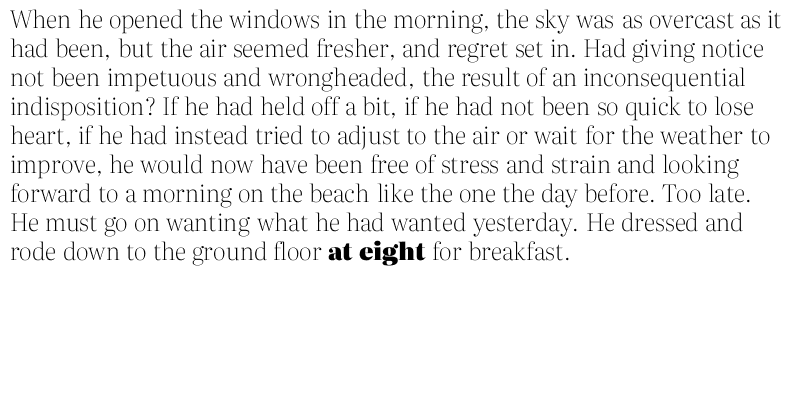 When he opened the windows in the morning, the sky was as overcast as it
had been, but the air seemed fresher, and regret set in. Had giving notice
not been impetuous and wrongheaded, the result of an inconsequential
indisposition? If he had held off a bit, if he had not been so quick to lose
heart, if he had instead tried to adjust to the air or wait for the weather to
improve, he would now have been free of stress and strain and looking
forward to a morning on the beach like the one the day before. Too late.
He must go on wanting what he had wanted yesterday. He dressed and
rode down to the ground floor at eight for breakfast.